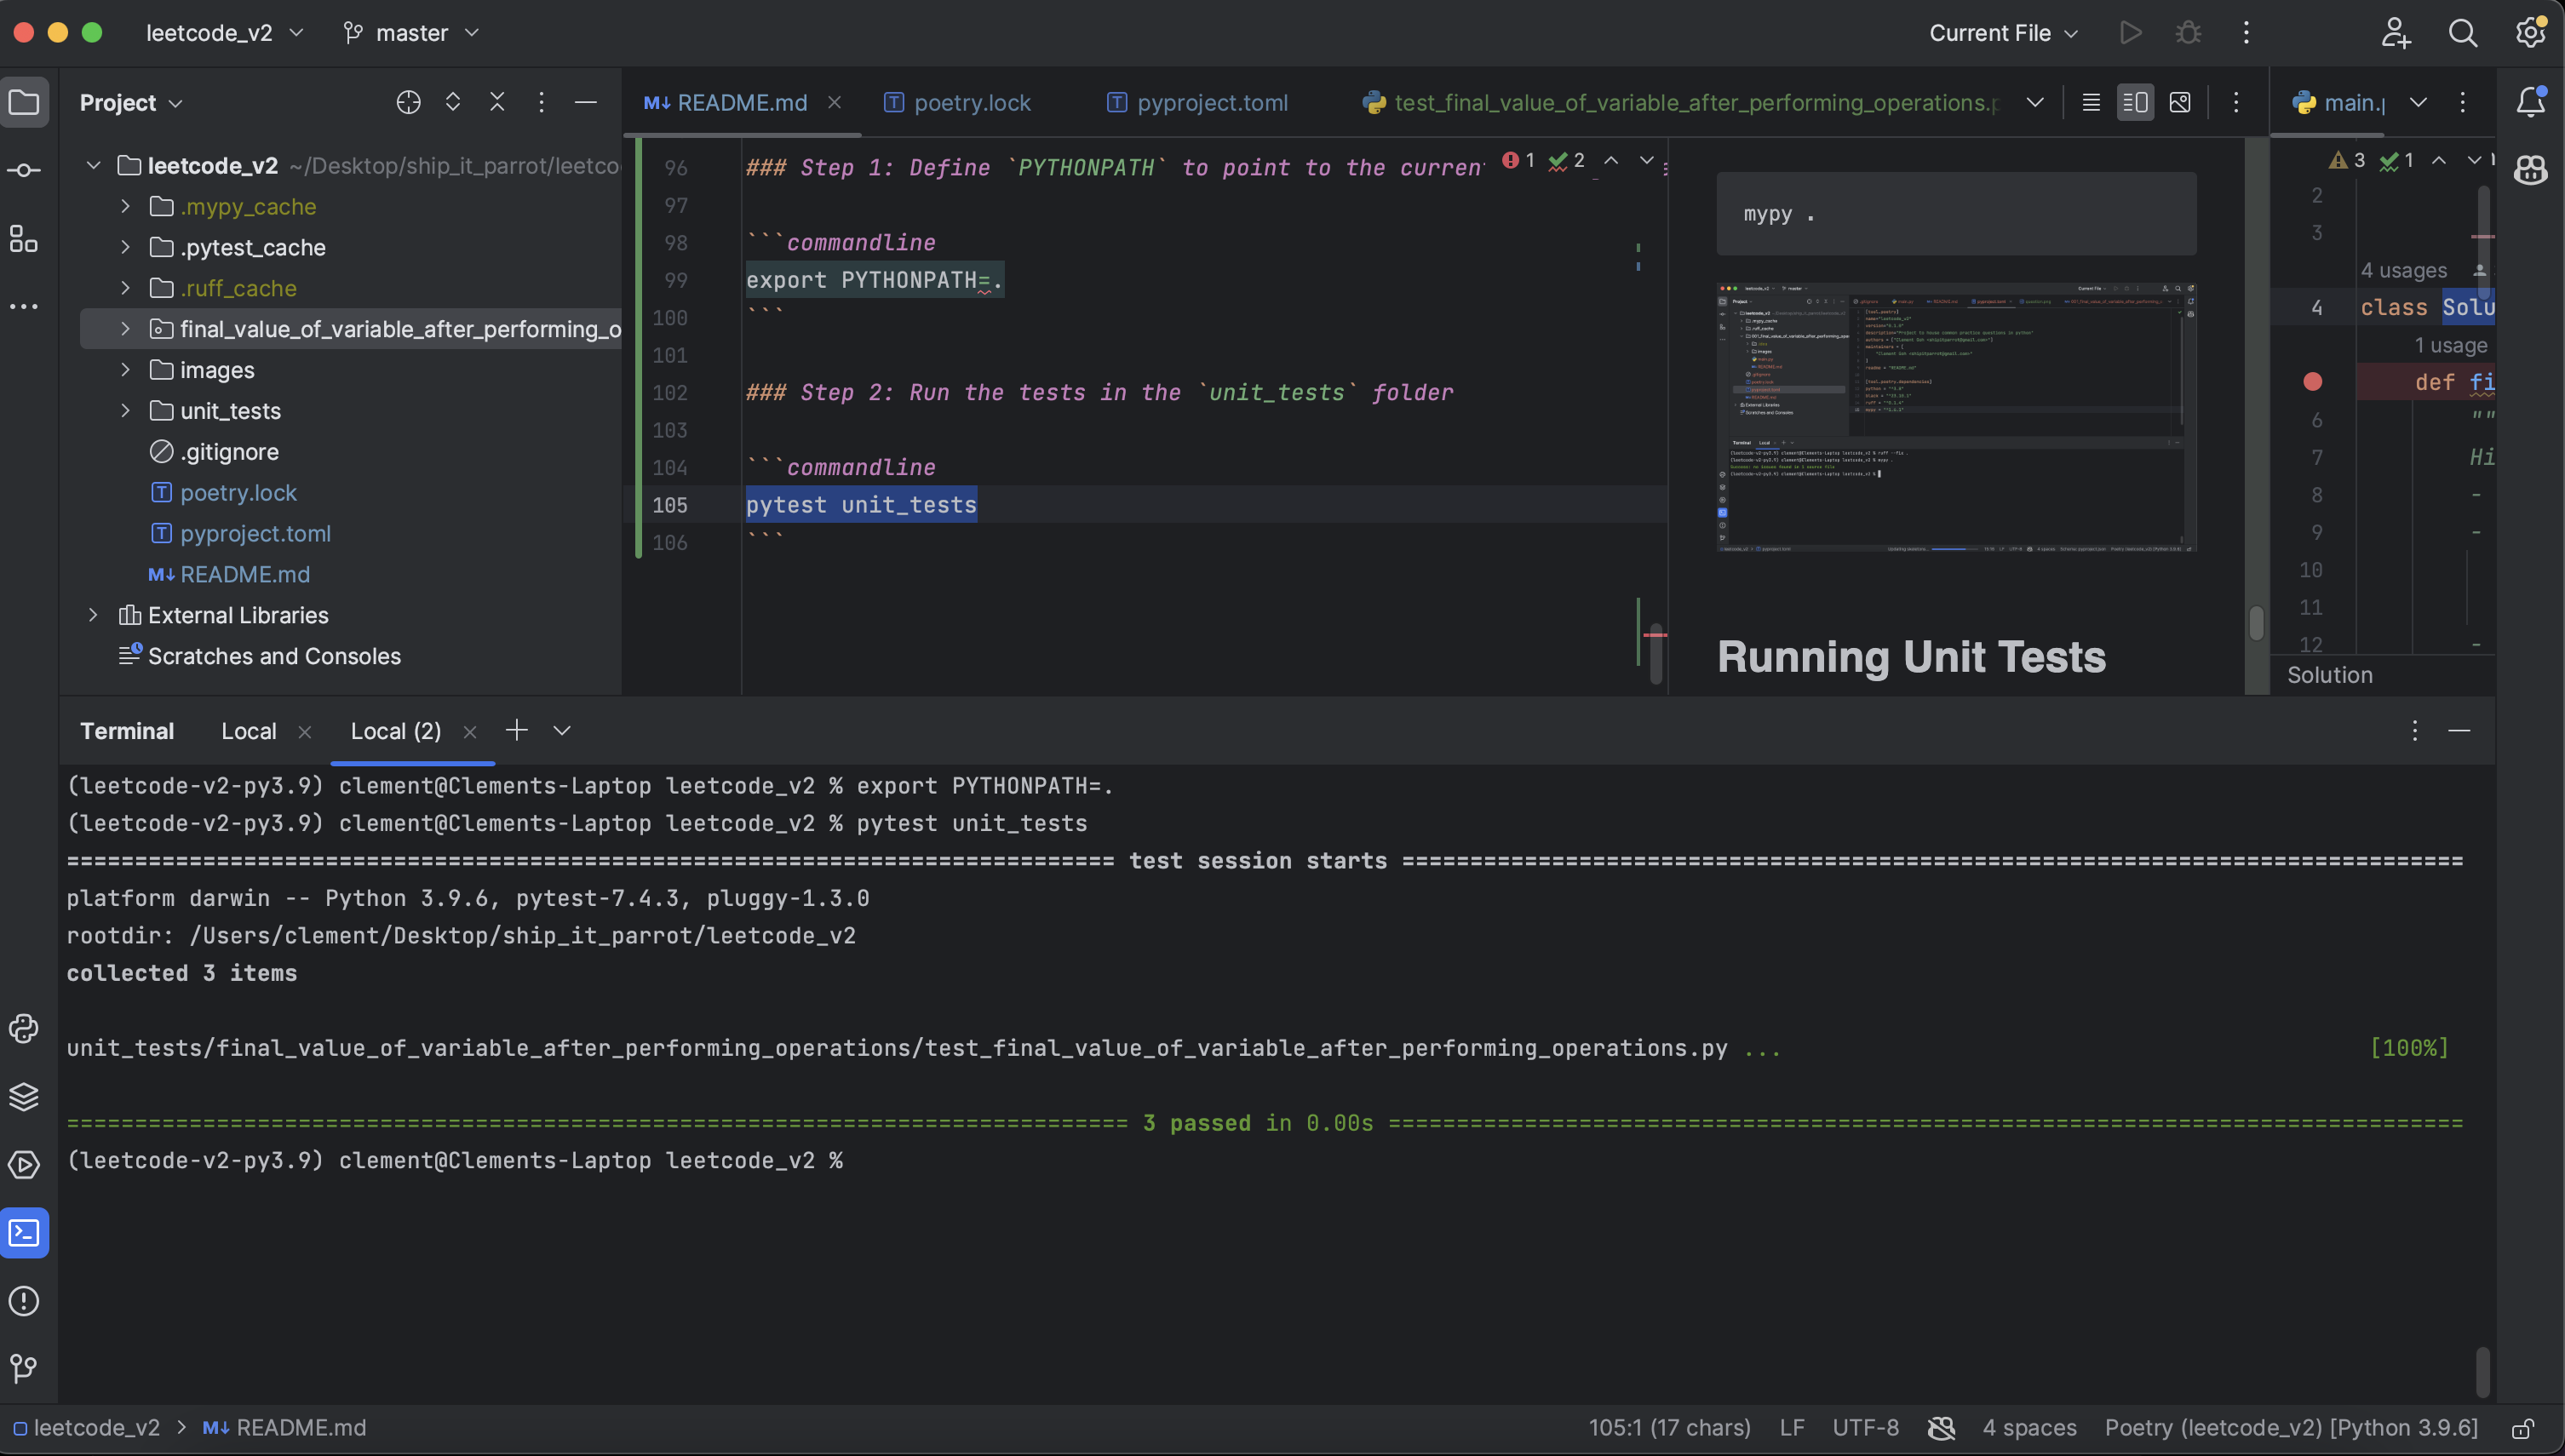 leetcode_v2
master
Current File
Project
README.md
poetry.lock
pyproject.toml
test_final_value_of_variable_after_performing_operations.p
main.
leetcode_v2 ~/Desktop/ship_it_parrot/leetco
.mypy_cache
.pytest_cache
.ruff_cache
final_value_of_variable_after_performing_o
images
unit_tests
.gitignore
poetry.lock
pyproject.toml
README.md
External Libraries
Scratches and Consoles
96 ### Step 1: Define `PYTHONPATH` to point to the curren
1 2
97
98 ```commandline
99 export PYTHONPATH=.
100 ```
101
102 ### Step 2: Run the tests in the `unit_tests` folder
103
104 ```commandline
105 pytest unit_tests
106 ```
mypy .
Running Unit Tests
3 1
2
3
4 usages
4 class Solu
1 usage
def fi
6 ""
7 Hi
8 -
9 -
10
11
12 -
Solution
Terminal Local Local (2)
(leetcode-v2-py3.9) clement@Clements-Laptop leetcode_v2 % export PYTHONPATH=.
(leetcode-v2-py3.9) clement@Clements-Laptop leetcode_v2 % pytest unit_tests
test session starts
platform darwin -- Python 3.9.6, pytest-7.4.3, pluggy-1.3.0
rootdir: /Users/clement/Desktop/ship_it_parrot/leetcode_v2
collected 3 items
unit_tests/final_value_of_variable_after_performing_operations/test_final_value_of_variable_after_performing_operations.py ... [100%]
3 passed in 0.00s
(leetcode-v2-py3.9) clement@Clements-Laptop leetcode_v2 %
leetcode_v2 > README.md
105:1 (17 chars) LF UTF-8 4 spaces Poetry (leetcode_v2) [Python 3.9.6]